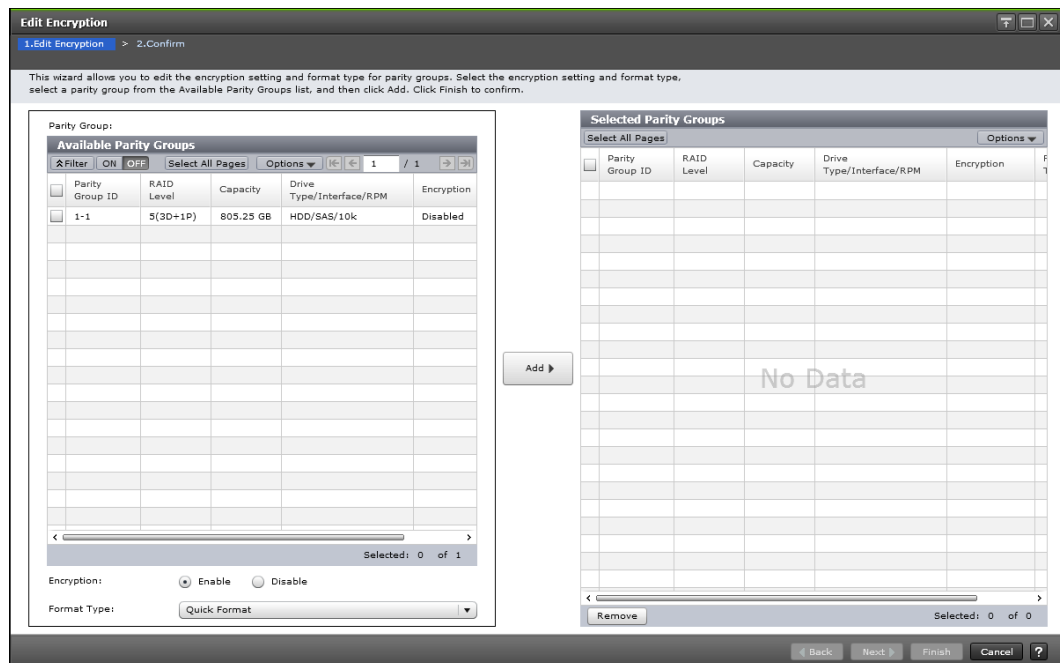 Edit Encryption
1.Edit Encryption > 2.Confirm
This wizard allows you to edit the encryption setting and format type for parity groups. Select the encryption setting and format type,
select a parity group from the Available Parity Groups list, and then click Add. Click Finish to confirm.
Parity Group:
Available Parity Groups
Filter ON OFF Select All Pages Options 1 / 1
Parity Group ID RAID Level Capacity Drive Type/Interface/RPM Encryption
1-1 5(3D+1P) 805.25 GB HDD/SAS/10k Disabled
Selected: 0 of 1
Encryption: Enable Disable
Format Type: Quick Format
Add
Selected Parity Groups
Select All Pages Options
Parity Group ID RAID Level Capacity Drive Type/Interface/RPM Encryption
No Data
Remove Selected: 0 of 0
Back Next Finish Cancel ?